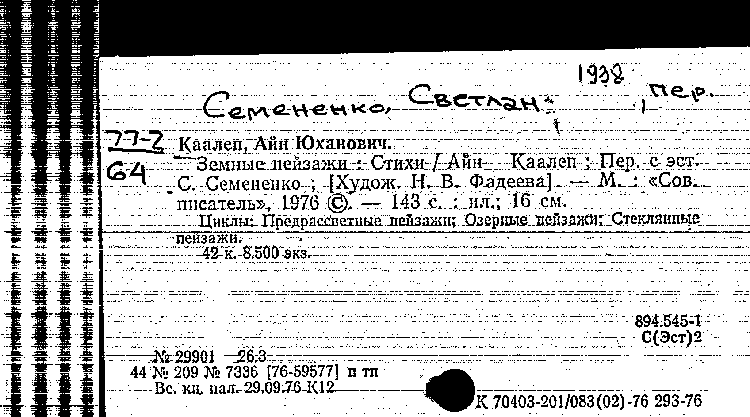 1938
Семененко, Светлан. , пер.
77-2 Каалеп, Айн Юханович.
64 Земные пейзажи : Стихи / Айн Каалеп ; Пер. с эст.
С. Семененко ; [Худож. Н. В. Фадеева]. — М. : «Сов.
писатель», 1976 ©. — 143 с. : ил.; 16 см.
Циклы: Предрассветные пейзажи; Озерные пейзажи; Стеклянные
пейзажи.
42 к. 8.500 экз.
894.545-1
С(Эст)2
№ 29901 26.3
44 № 209 № 7336 [76-59577] п тп
Вс. кн. пал. 29.09.76 К12
К 70403-201/083(02)-76 293-76